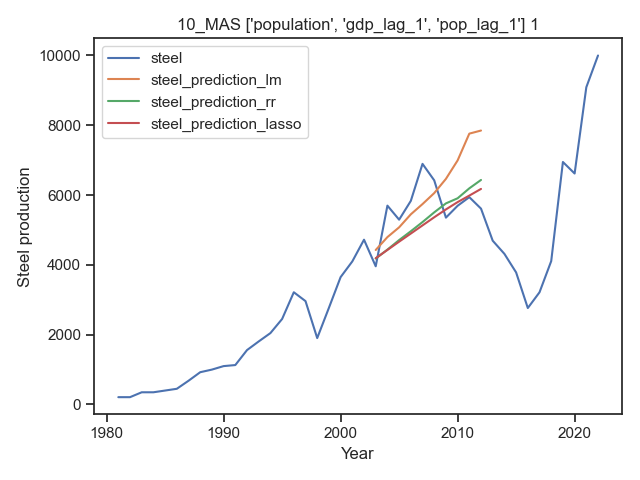 10_MAS ['population', 'gdp_lag_1', 'pop_lag_1'] 1
steel
steel_prediction_lm
steel_prediction_rr
steel_prediction_lasso
Steel production
10000
8000
6000
4000
2000
0
1980 1990 2000 2010 2020
Year